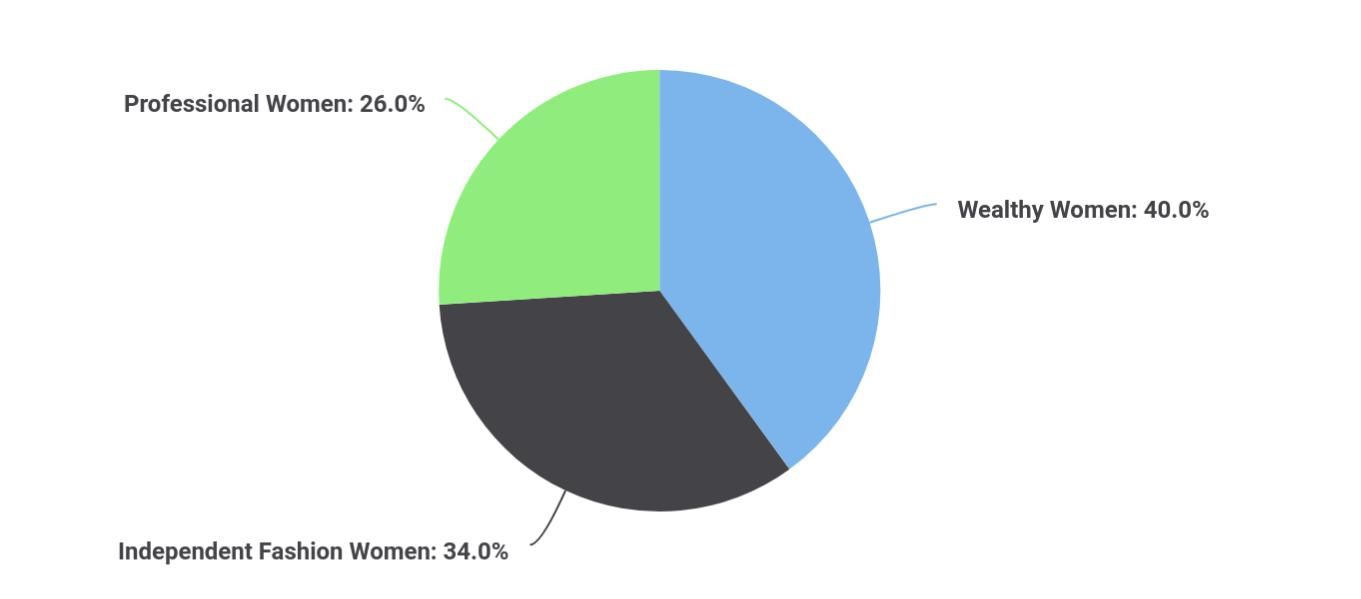 Professional Women: 26.0%
Wealthy Women: 40.0%
Independent Fashion Women: 34.0%